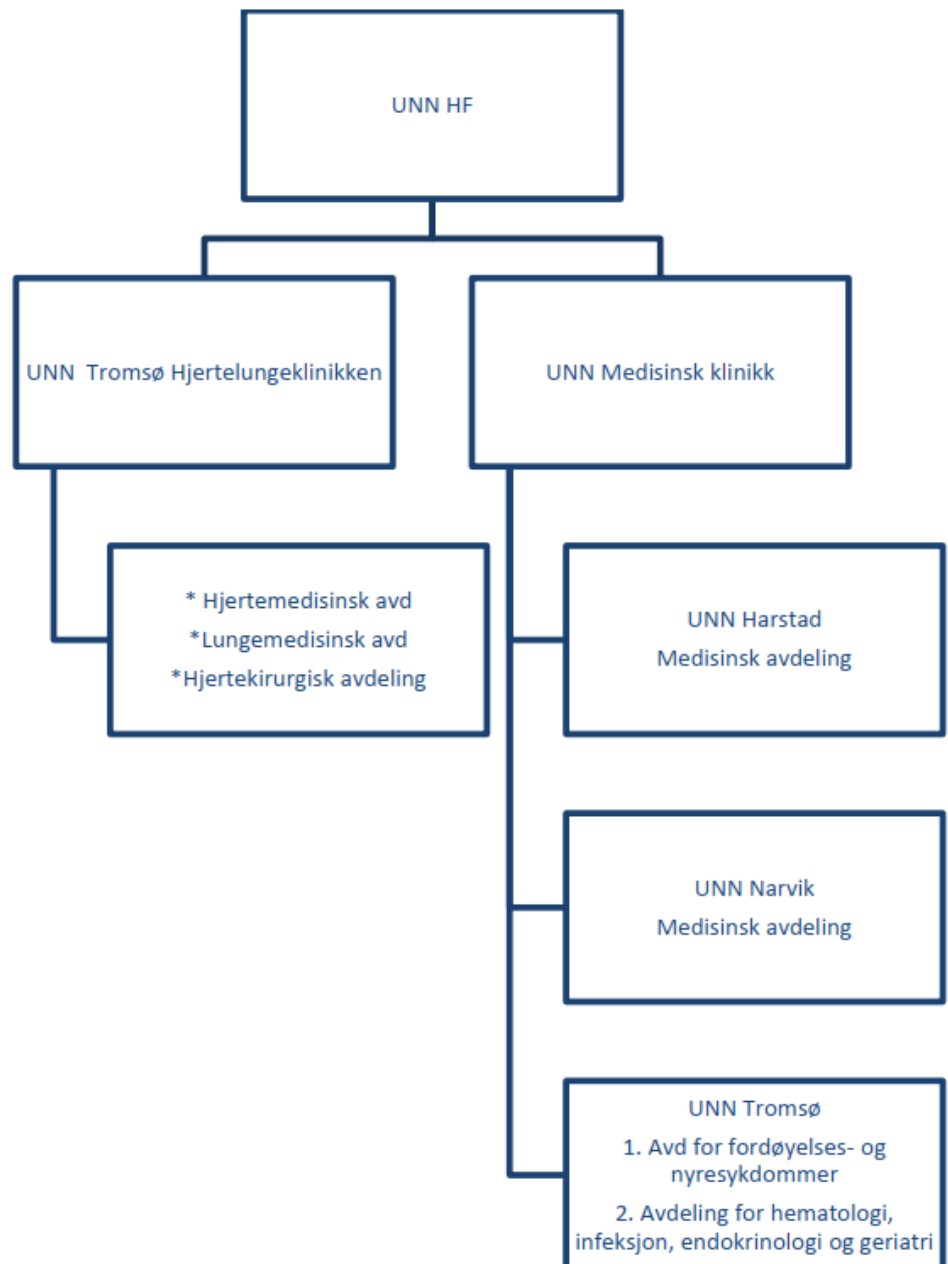 UNN HF
UNN  Tromsø Hjertelungeklinikken
UNN Medisinsk klinikk
* Hjertemedisinsk avd
*Lungemedisinsk avd
*Hjertekirurgisk avdeling
UNN Harstad
Medisinsk avdeling
UNN Narvik
Medisinsk avdeling
UNN Tromsø
1. Avd for fordøyelses- og
nyresykdommer
2. Avdeling for hematologi,
infeksjon, endokrinologi og geriatri